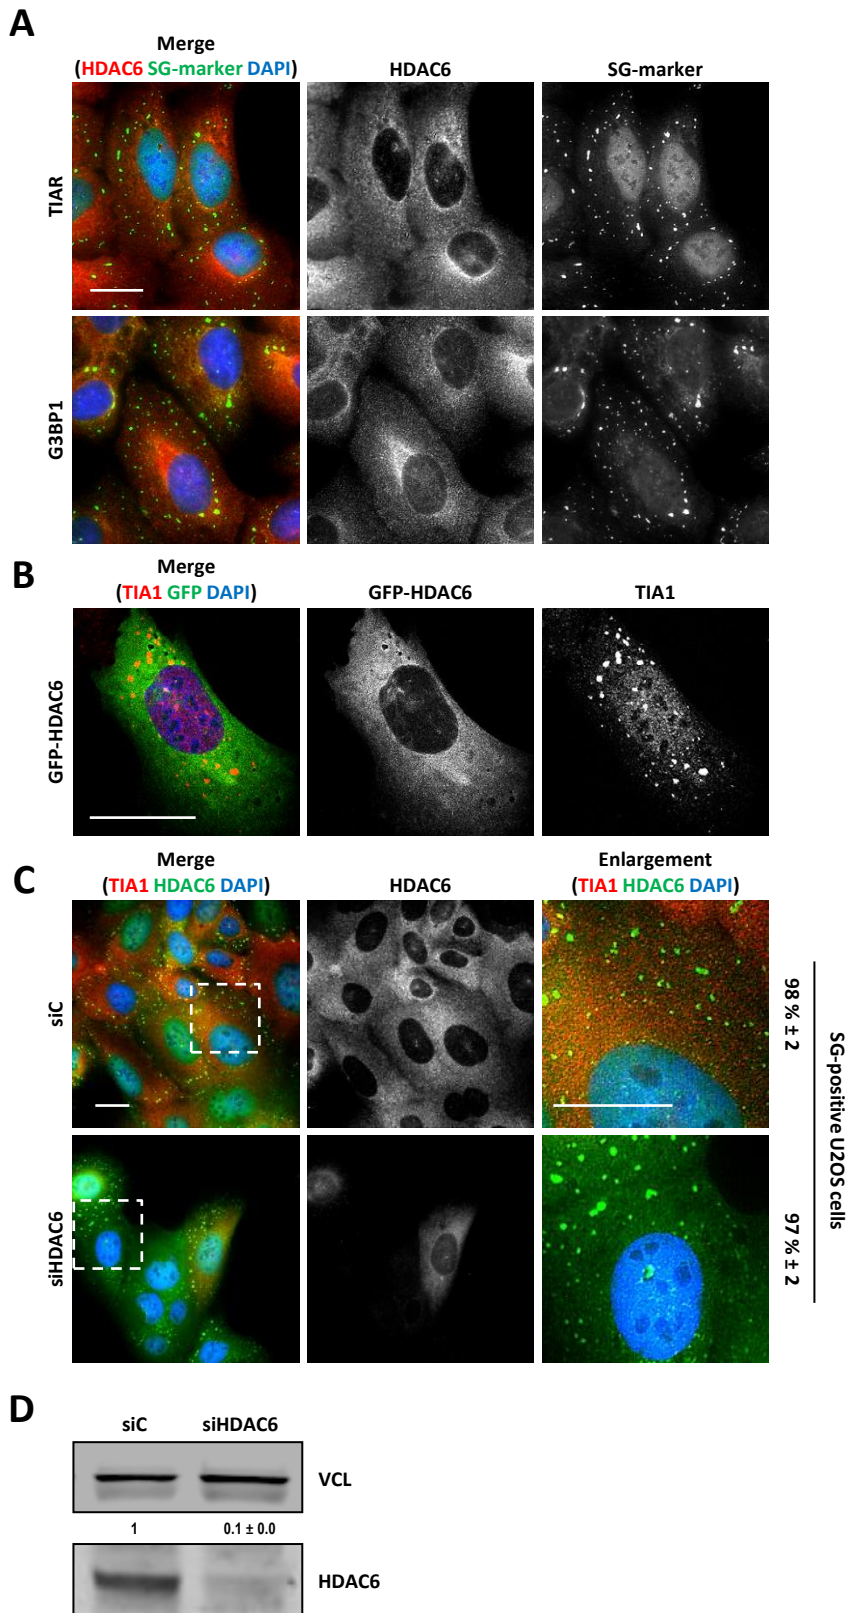 A
Merge
(HDAC6 SG-marker DAPI)
HDAC6
SG-marker
TIAR
G3BP1
B
Merge
(TIA1 GFP DAPI)
GFP-HDAC6
TIA1
GFP-HDAC6
C
Merge
(TIA1 HDAC6 DAPI)
HDAC6
Enlargement
(TIA1 HDAC6 DAPI)
siC
98 % ± 2
siHDAC6
97 % ± 2
SG-positive U2OS cells
D
siC
siHDAC6
VCL
1
0.1 ± 0.0
HDAC6